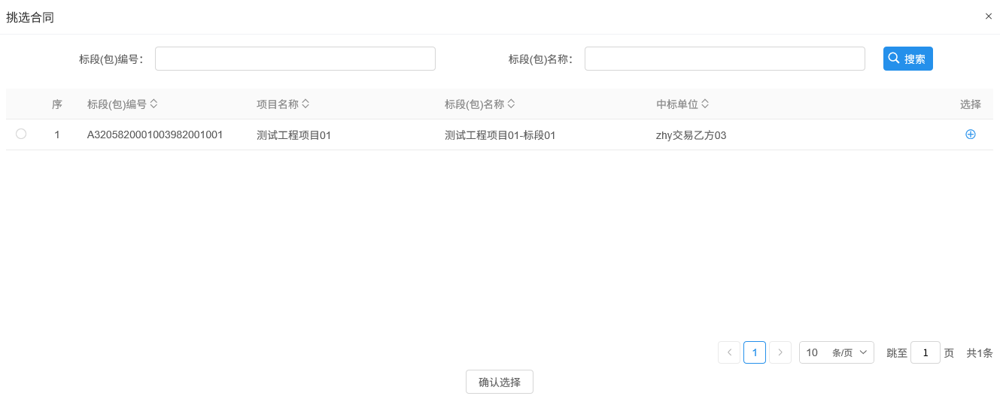 挑选合同
标段(包)编号: 标段(包)名称: 搜索
序 标段(包)编号 项目名称 标段(包)名称 中标单位 选择
1 A3205820001003982001001 测试工程项目01 测试工程项目01-标段01 zhy交易乙方03
1 10 条/页 跳至 1 页 共1条
确认选择